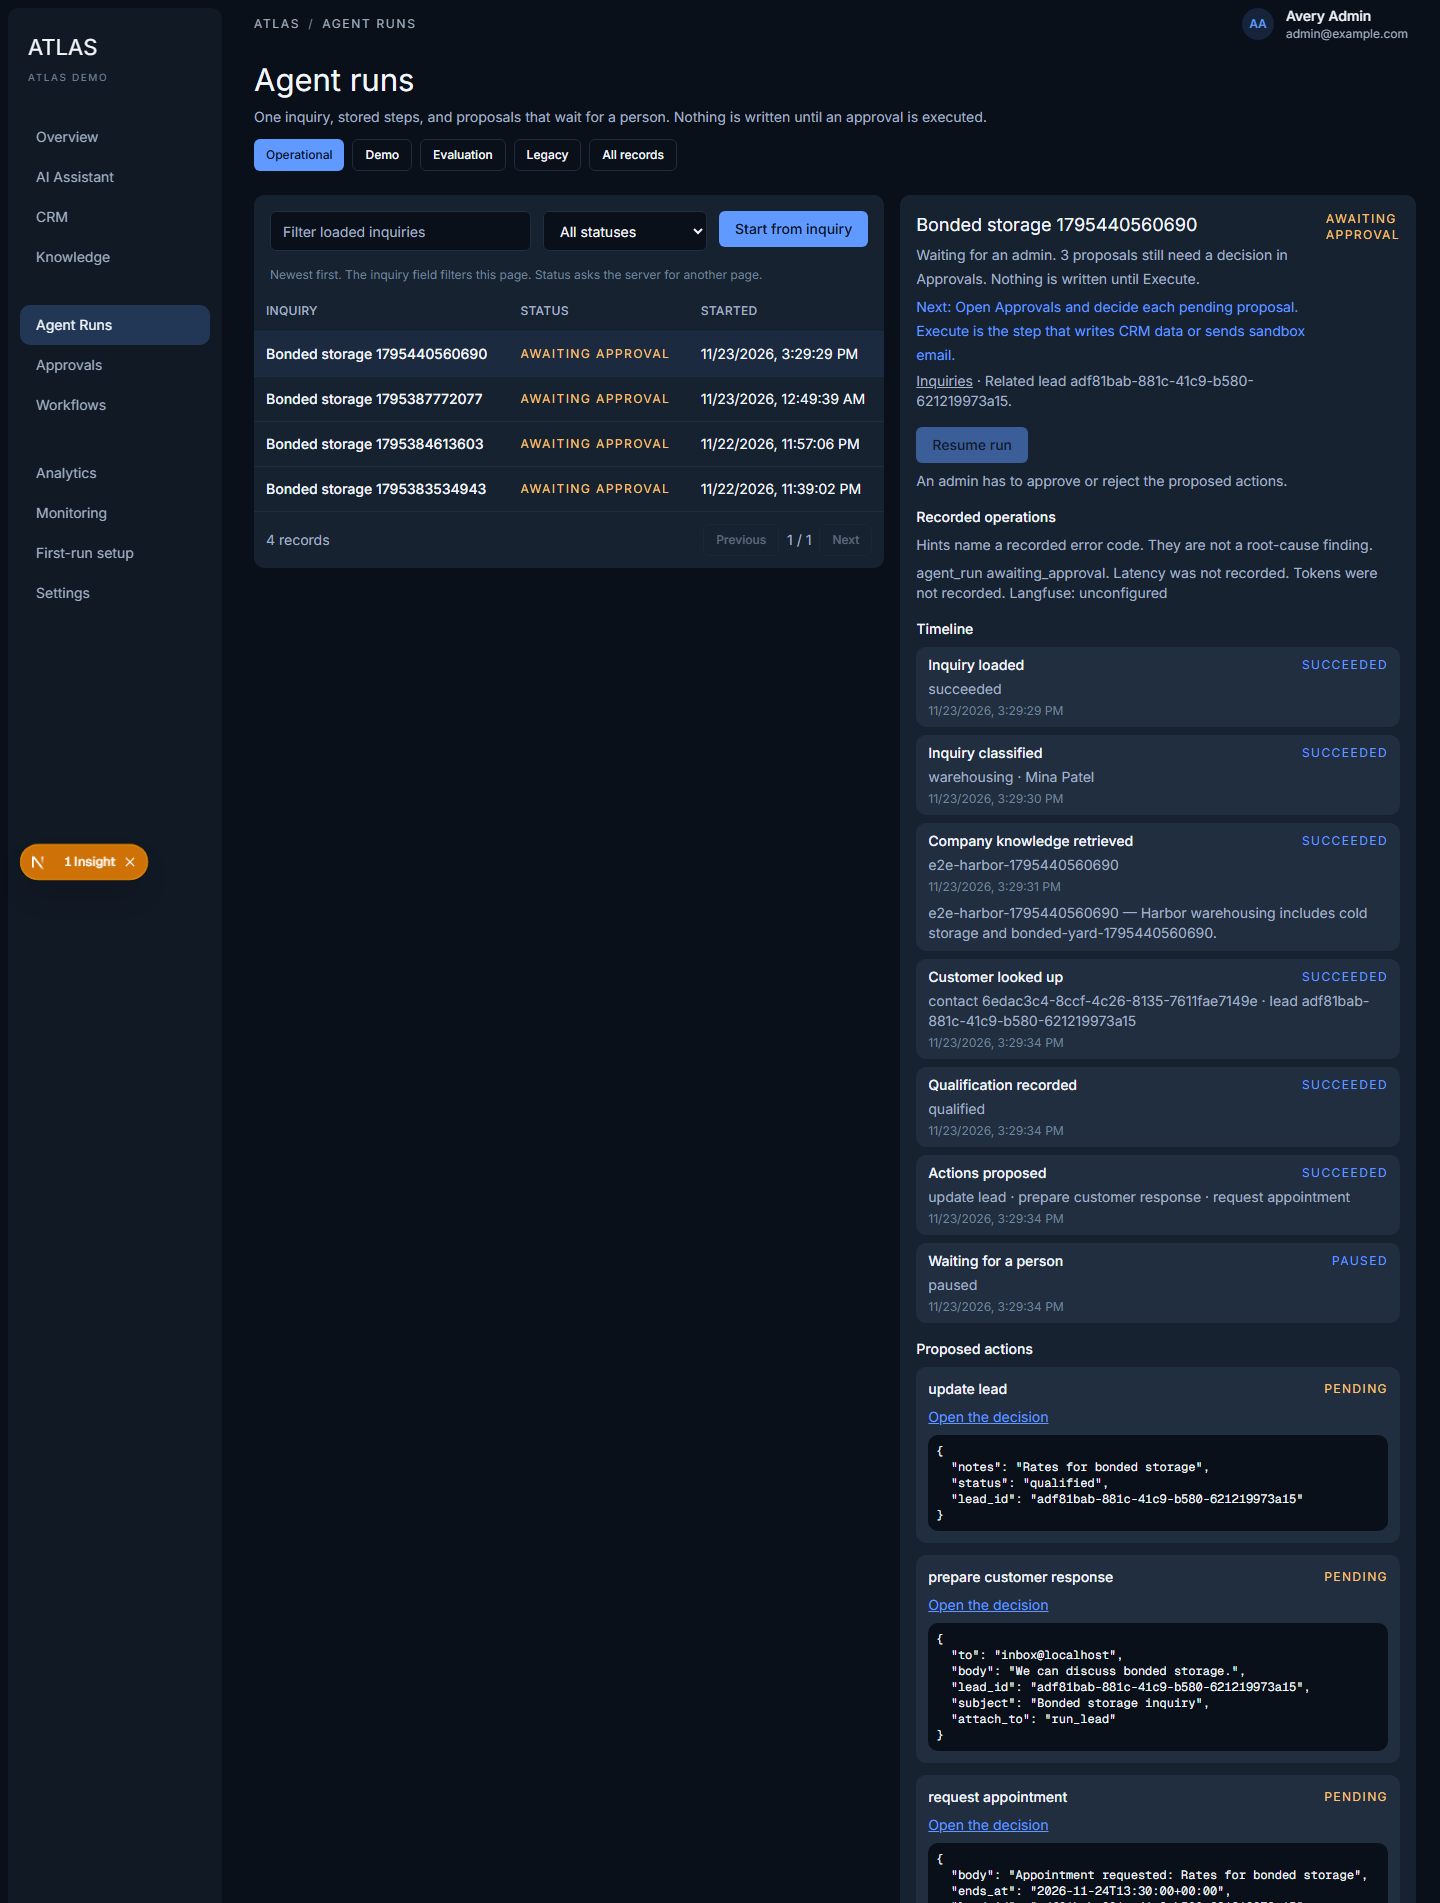 ATLAS
ATLAS DEMO
Overview
AI Assistant
CRM
Knowledge
Agent Runs
Approvals
Workflows
Analytics
Monitoring
First-run setup
Settings
1 Insight
ATLAS / AGENT RUNS
AA
Avery Admin
admin@example.com
Agent runs
One inquiry, stored steps, and proposals that wait for a person. Nothing is written until an approval is executed.
Operational Demo Evaluation Legacy All records
Filter loaded inquiries All statuses Start from inquiry
Newest first. The inquiry field filters this page. Status asks the server for another page.
INQUIRY STATUS STARTED
Bonded storage 1795440560690 AWAITING APPROVAL 11/23/2026, 3:29:29 PM
Bonded storage 1795387772077 AWAITING APPROVAL 11/23/2026, 12:49:39 AM
Bonded storage 1795384613603 AWAITING APPROVAL 11/22/2026, 11:57:06 PM
Bonded storage 1795383534943 AWAITING APPROVAL 11/22/2026, 11:39:02 PM
4 records Previous 1 / 1 Next
Bonded storage 1795440560690
AWAITING
APPROVAL
Waiting for an admin. 3 proposals still need a decision in
Approvals. Nothing is written until Execute.
Next: Open Approvals and decide each pending proposal.
Execute is the step that writes CRM data or sends sandbox
email.
Inquiries · Related lead adf81bab-881c-41c9-b580-
621219973a15.
Resume run
An admin has to approve or reject the proposed actions.
Recorded operations
Hints name a recorded error code. They are not a root-cause finding.
agent_run awaiting_approval. Latency was not recorded. Tokens were
not recorded. Langfuse: unconfigured
Timeline
Inquiry loaded SUCCEEDED
succeeded
11/23/2026, 3:29:29 PM
Inquiry classified SUCCEEDED
warehousing · Mina Patel
11/23/2026, 3:29:30 PM
Company knowledge retrieved SUCCEEDED
e2e-harbor-1795440560690
11/23/2026, 3:29:31 PM
e2e-harbor-1795440560690 — Harbor warehousing includes cold
storage and bonded-yard-1795440560690.
Customer looked up SUCCEEDED
contact 6edac3c4-8ccf-4c26-8135-7611fae7149e · lead adf81bab-
881c-41c9-b580-621219973a15
11/23/2026, 3:29:34 PM
Qualification recorded SUCCEEDED
qualified
11/23/2026, 3:29:34 PM
Actions proposed SUCCEEDED
update lead · prepare customer response · request appointment
11/23/2026, 3:29:34 PM
Waiting for a person PAUSED
paused
11/23/2026, 3:29:34 PM
Proposed actions
update lead PENDING
Open the decision
{
"notes": "Rates for bonded storage",
"status": "qualified",
"lead_id": "adf81bab-881c-41c9-b580-621219973a15"
}
prepare customer response PENDING
Open the decision
{
"to": "inbox@localhost",
"body": "We can discuss bonded storage.",
"lead_id": "adf81bab-881c-41c9-b580-621219973a15",
"subject": "Bonded storage inquiry",
"attach_to": "run_lead"
}
request appointment PENDING
Open the decision
{
"body": "Appointment requested: Rates for bonded storage",
"ends_at": "2026-11-24T13:30:00+00:00",